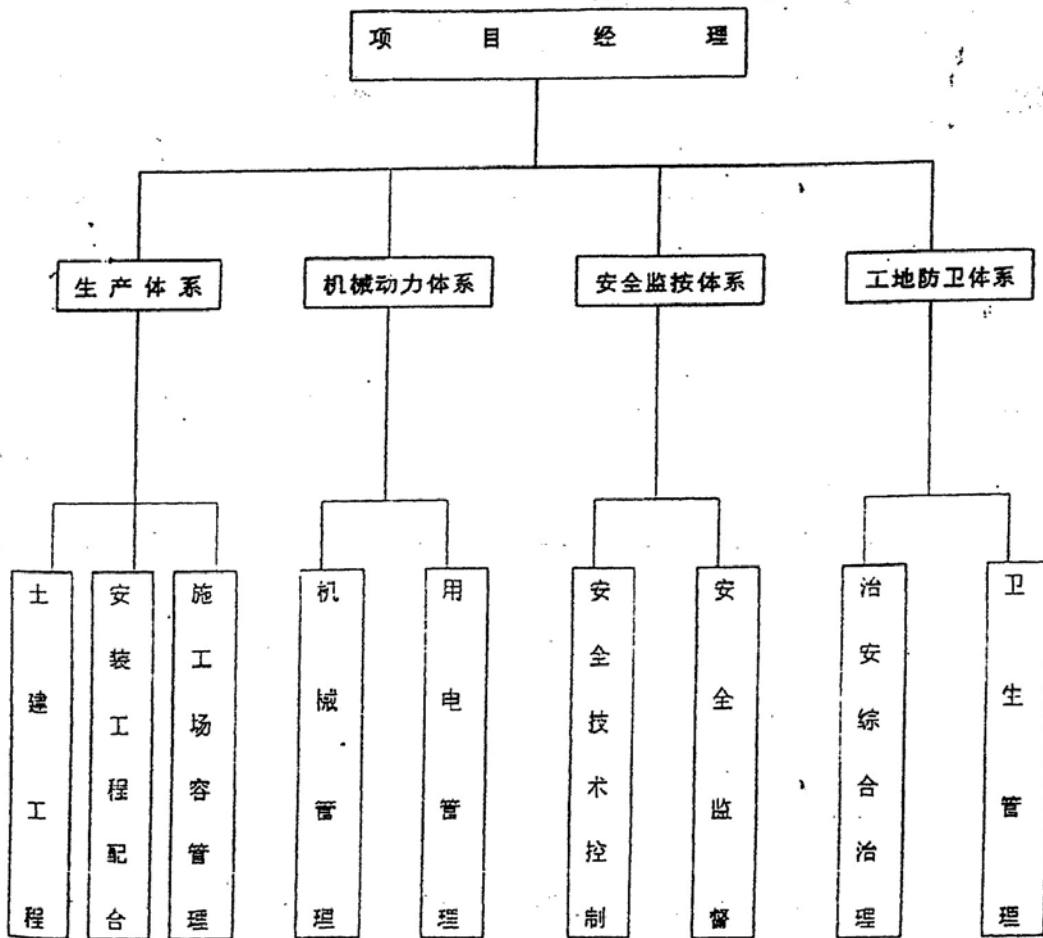 项目经理
生产体系
机械动力体系
安全监按体系
工地防卫体系
土建工程
安装工程配合
施工场容管理
机械管理
用电管理
安全技术控制
安全监督
治安综合治理
卫生管理